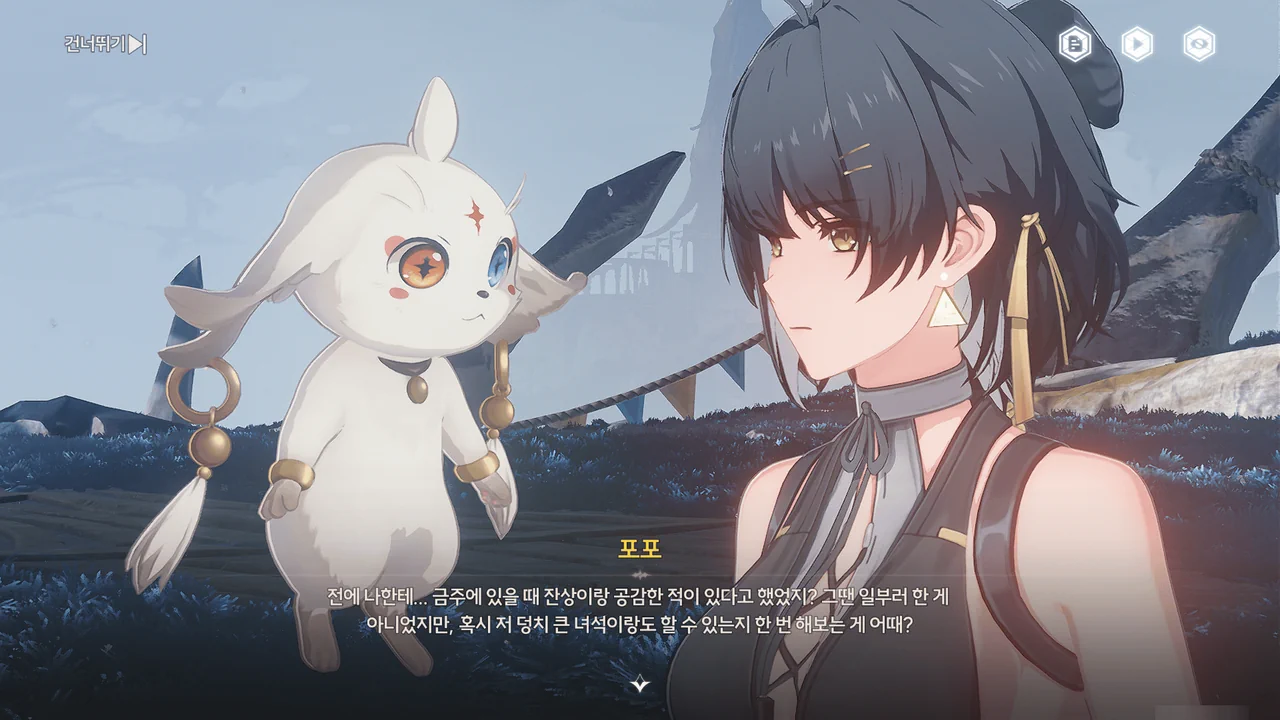 건너뛰기
포포
전에 나한테... 금주에 있을 때 잔상이랑 공감한 적이 있다고 했었지? 그땐 일부러 한 게
아니었지만, 혹시 저 덩치 큰 녀석이랑도 할 수 있는지 한 번 해보는 게 어때?